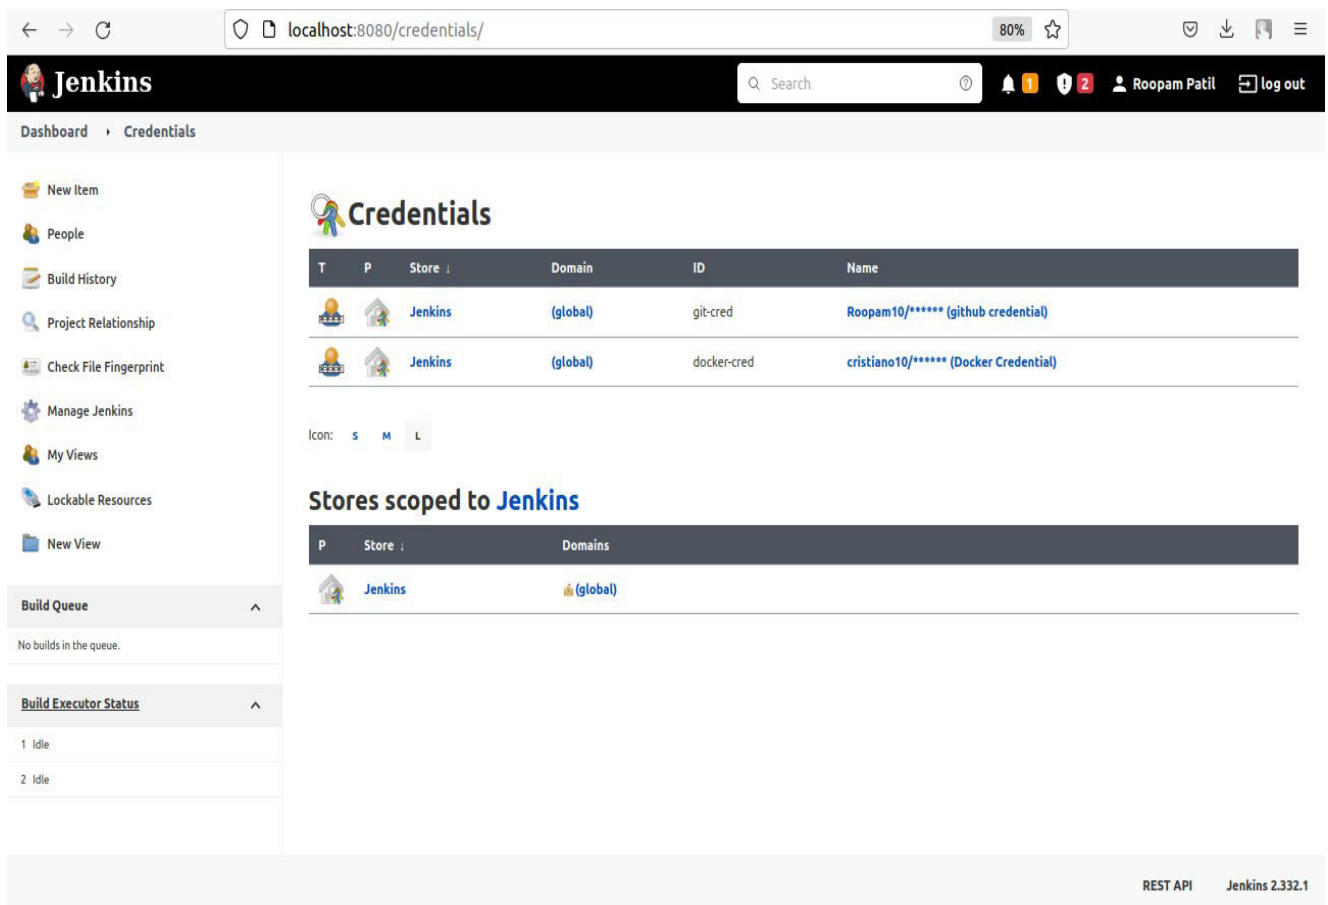 localhost:8080/credentials/ 80%
Jenkins Search 1 2 Roopam Patil log out
Dashboard Credentials
New Item
People
Build History
Project Relationship
Check File Fingerprint
Manage Jenkins
My Views
Lockable Resources
New View
Build Queue
No builds in the queue.
Build Executor Status
1 Idle
2 Idle
Credentials
T P Store ↓ Domain ID Name
Jenkins (global) git-cred Roopam10/****** (github credential)
Jenkins (global) docker-cred cristiano10/****** (Docker Credential)
Icon: S M L
Stores scoped to Jenkins
P Store ↓ Domains
Jenkins (global)
REST API Jenkins 2.332.1